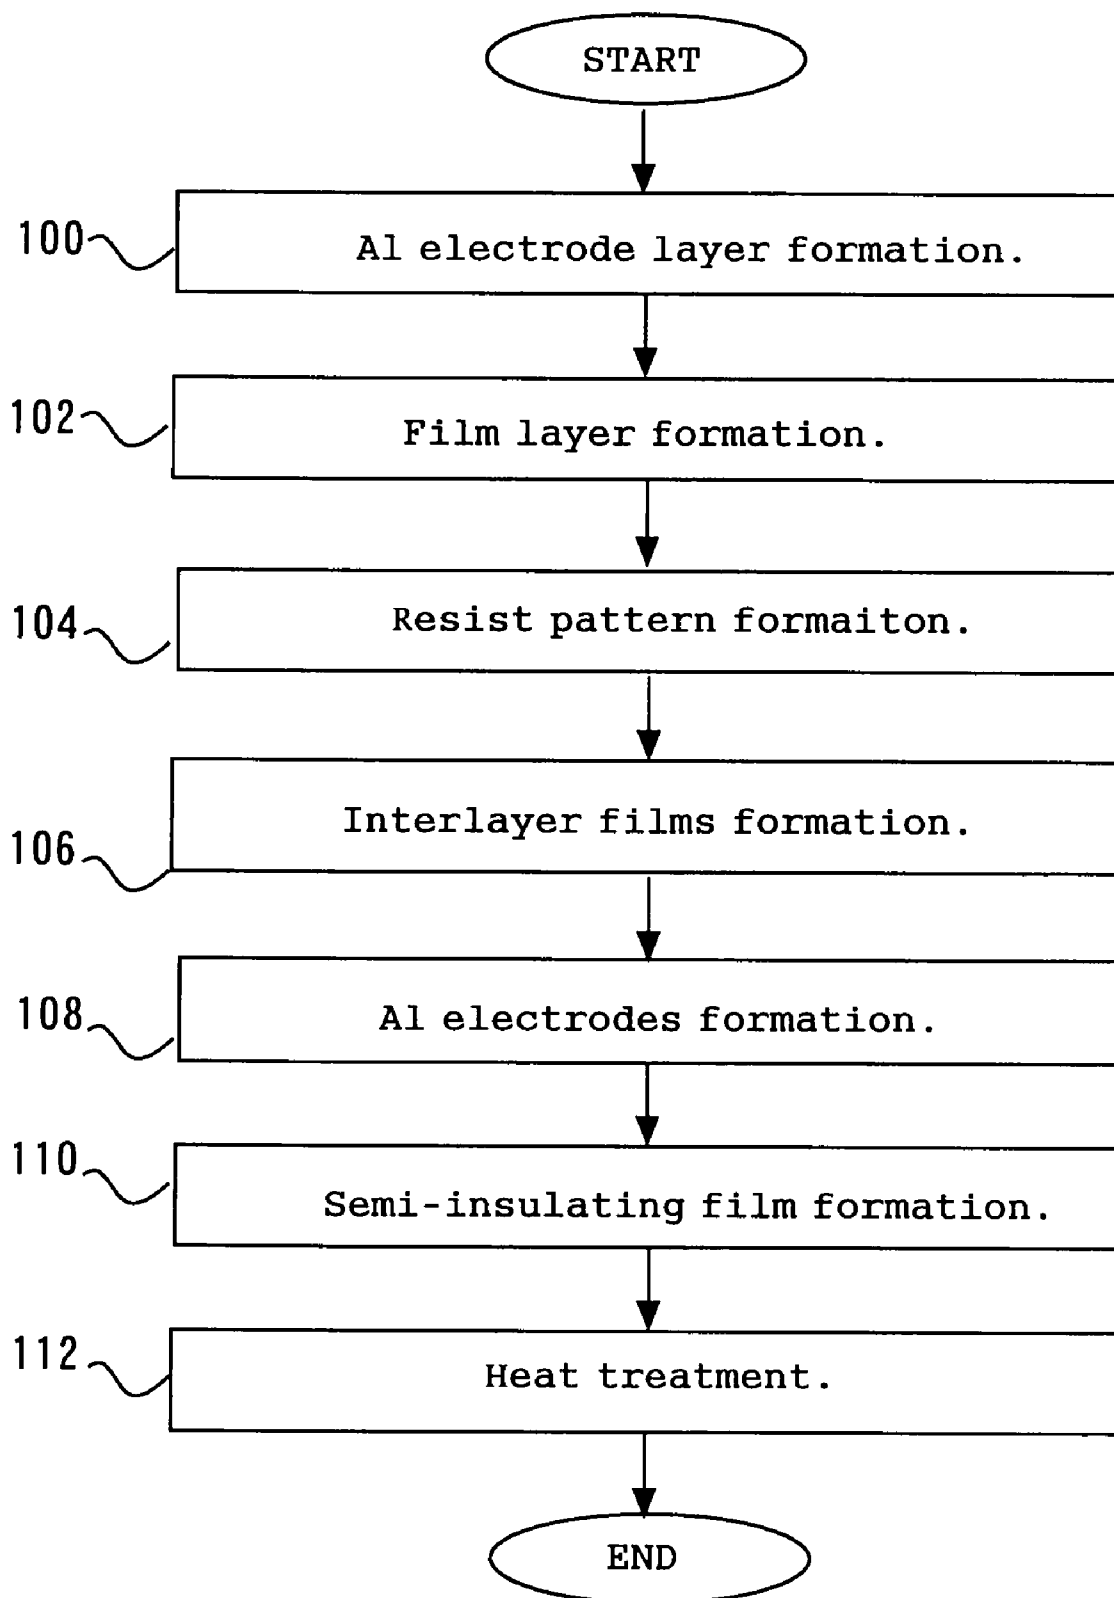 START
100
Al electrode layer formation.
102
Film layer formation.
104
Resist pattern formaiton.
106
Interlayer films formation.
108
Al electrodes formation.
110
Semi-insulating film formation.
112
Heat treatment.
END